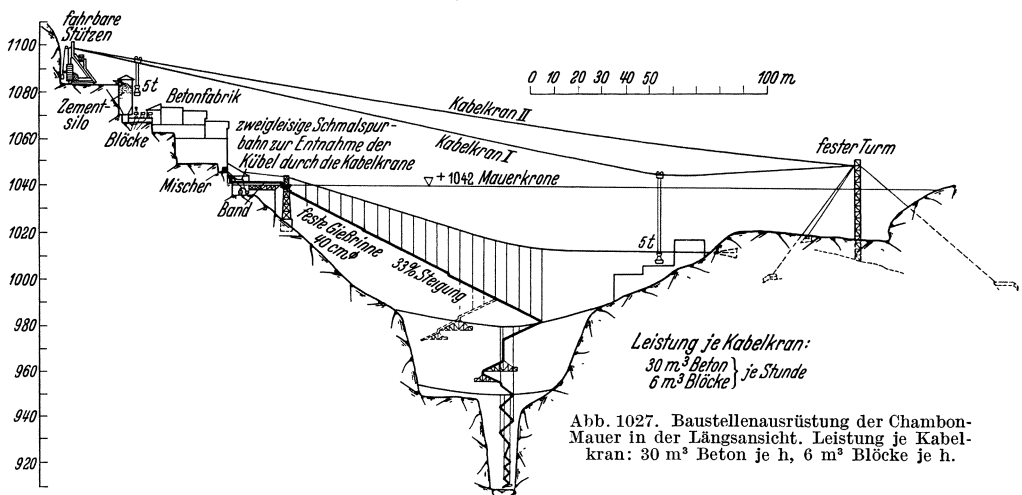 fahrbare
Stützen
1100
1080
1060
1040
1020
1000
980
960
940
920
5t
Zement-
silo
Betonfabrik
Blöcke
zweigleisige Schmalspur-
bahn zur Entnahme der
Kübel durch die Kabelkrane
Mischer
Band
0 10 20 30 40 50 100 m
Kabelkran II
Kabelkran I
fester Turm
+1042 Mauerkrone
feste Gießrinne
40 cm ⌀
33% Steigung
5t
Leistung je Kabelkran:
30 m³ Beton
6 m³ Blöcke } je Stunde
Abb. 1027. Baustellenausrüstung der Chambon-
Mauer in der Längsansicht. Leistung je Kabel-
kran: 30 m³ Beton je h, 6 m³ Blöcke je h.